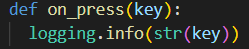 def on_press(key):
    logging.info(str(key))